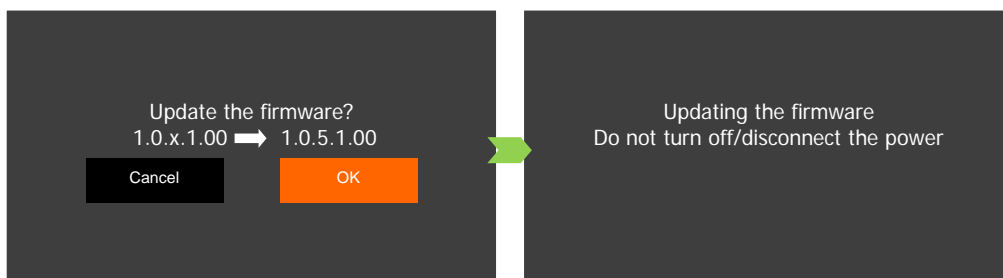 Update the firmware?
1.0.x.1.00 1.0.5.1.00
Cancel OK
Updating the firmware
Do not turn off/disconnect the power